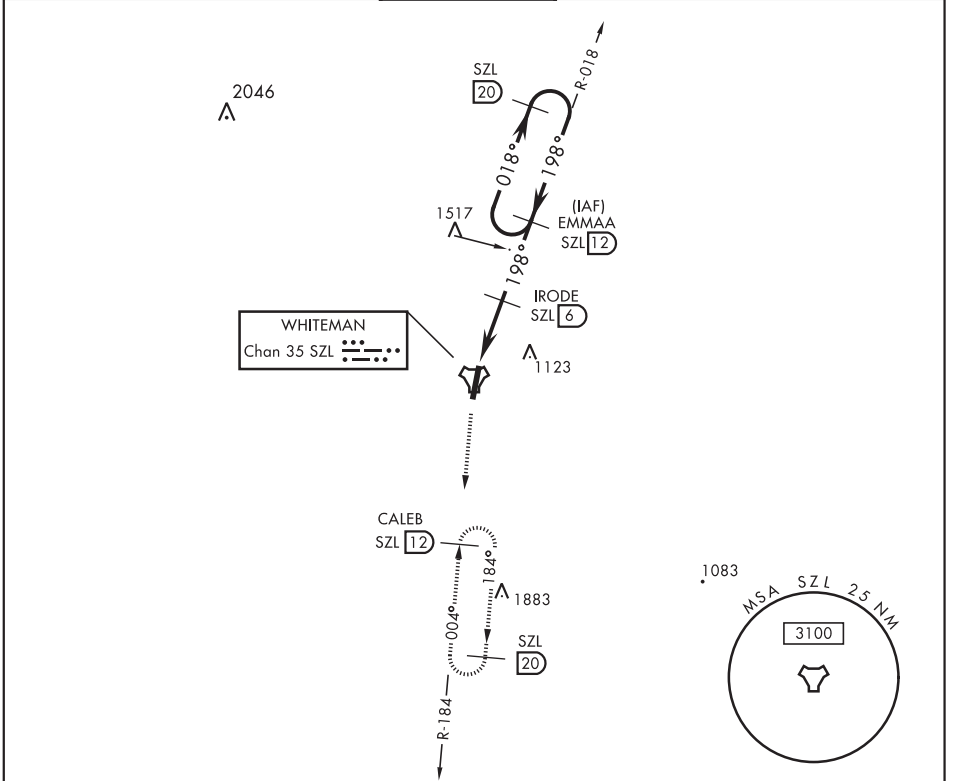 2046
SZL
20
R-018
018°
198°
(IAF)
EMMAA
SZL 12
1517
198°
IRODE
SZL 6
WHITEMAN
Chan 35 SZL
1123
CALEB
SZL 12
184°
004°
1883
SZL
20
R-184
1083
MSA SZL 25 NM
3100